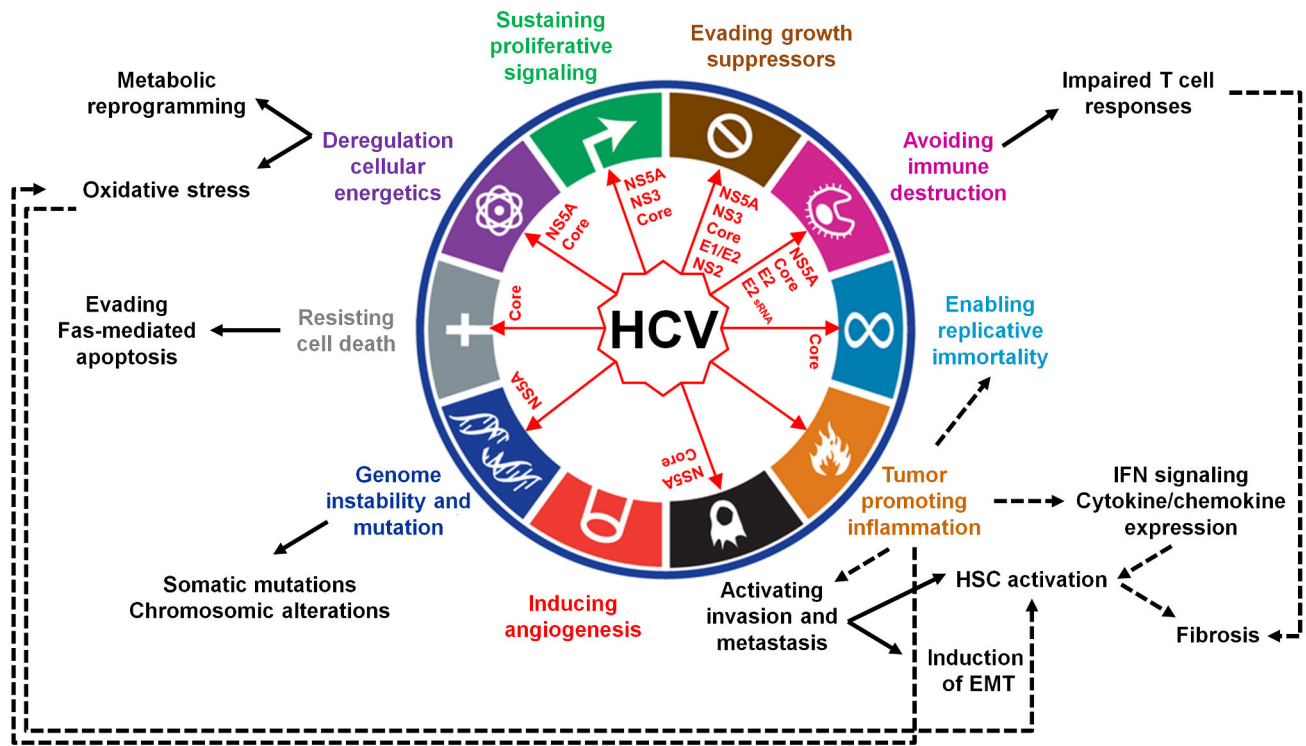 Sustaining
proliferative
signaling
Evading growth
suppressors
Metabolic
reprogramming
Impaired T cell
responses
Deregulation
cellular
energetics
Avoiding
immune
destruction
Oxidative stress
NS5A
Core
NS5A
NS3
Core
NS5A
NS3
Core
E1/E2
NS2
NS5A
Core
E2
E2 sRNA
Evading
Fas-mediated
apoptosis
Resisting
cell death
Core
HCV
Core
Enabling
replicative
immortality
NS5A
NS5A
Core
Genome
instability and
mutation
Tumor
promoting
inflammation
IFN signaling
Cytokine/chemokine
expression
Somatic mutations
Chromosomic alterations
Inducing
angiogenesis
Activating
invasion and
metastasis
HSC activation
Fibrosis
Induction
of EMT